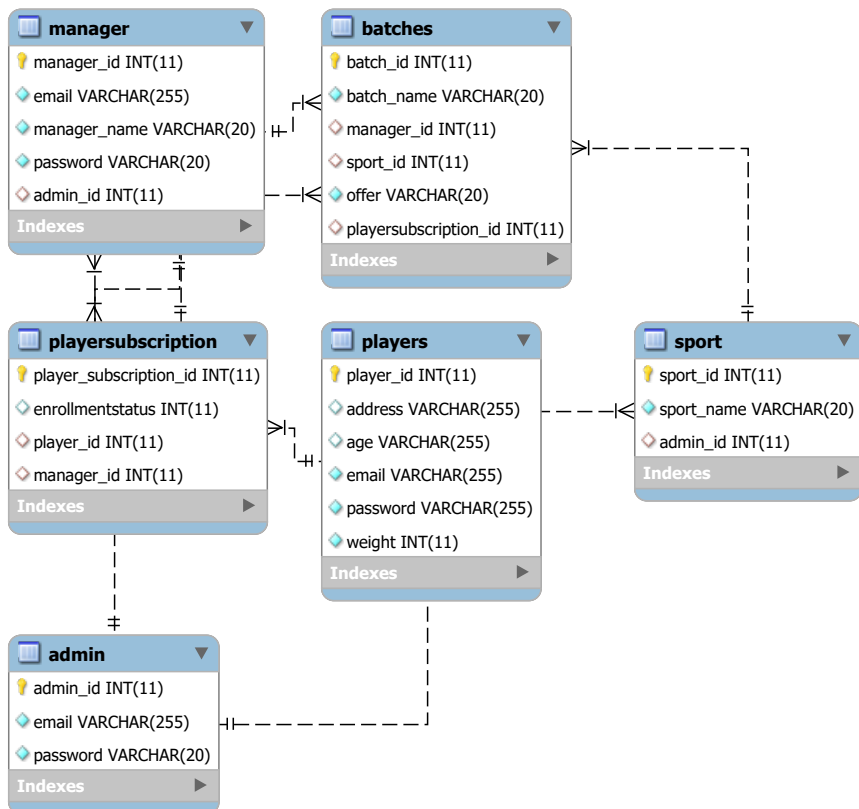 manager
manager_id INT(11)
email VARCHAR(255)
manager_name VARCHAR(20)
password VARCHAR(20)
admin_id INT(11)
Indexes
batches
batch_id INT(11)
batch_name VARCHAR(20)
manager_id INT(11)
sport_id INT(11)
offer VARCHAR(20)
playersubscription_id INT(11)
Indexes
playersubscription
player_subscription_id INT(11)
enrollmentstatus INT(11)
player_id INT(11)
manager_id INT(11)
Indexes
players
player_id INT(11)
address VARCHAR(255)
age VARCHAR(255)
email VARCHAR(255)
password VARCHAR(255)
weight INT(11)
Indexes
sport
sport_id INT(11)
sport_name VARCHAR(20)
admin_id INT(11)
Indexes
admin
admin_id INT(11)
email VARCHAR(255)
password VARCHAR(20)
Indexes